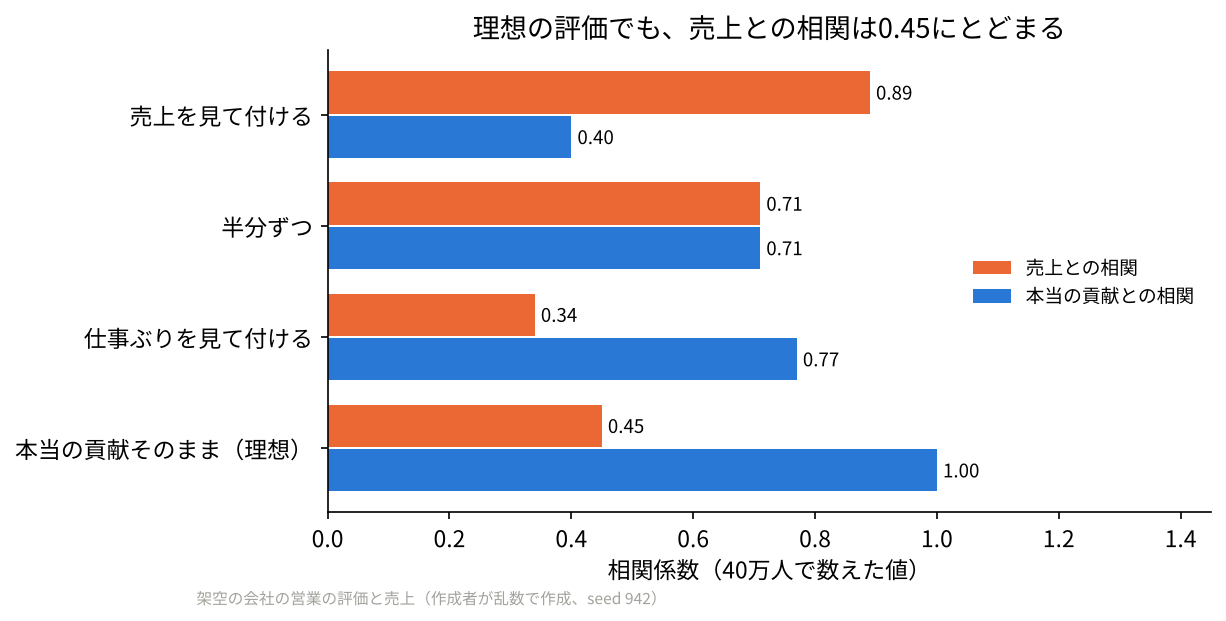 理想の評価でも、売上との相関は0.45にとどまる
売上を見て付ける
0.89
0.40
半分ずつ
0.71
0.71
売上との相関
本当の貢献との相関
仕事ぶりを見て付ける
0.34
0.77
本当の貢献そのまま（理想）
0.45
1.00
0.0 0.2 0.4 0.6 0.8 1.0 1.2 1.4
相関係数（40万人で数えた値）
架空の会社の営業の評価と売上（作成者が乱数で作成、seed 942）